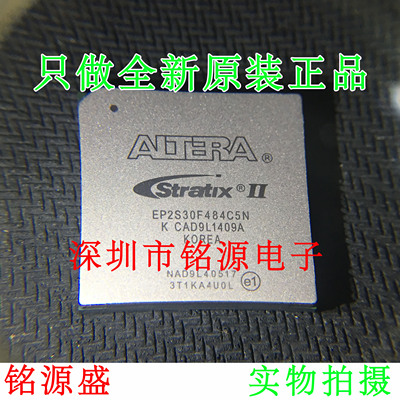 只做全新原装正品
ALTERA®
Stratix® II
EP2S30F484C5N
K CAD9L1409A
KOREA
深圳市铭源电子
NAD9L40517
3T1KA4U0L
e1
铭源盛
实物拍摄